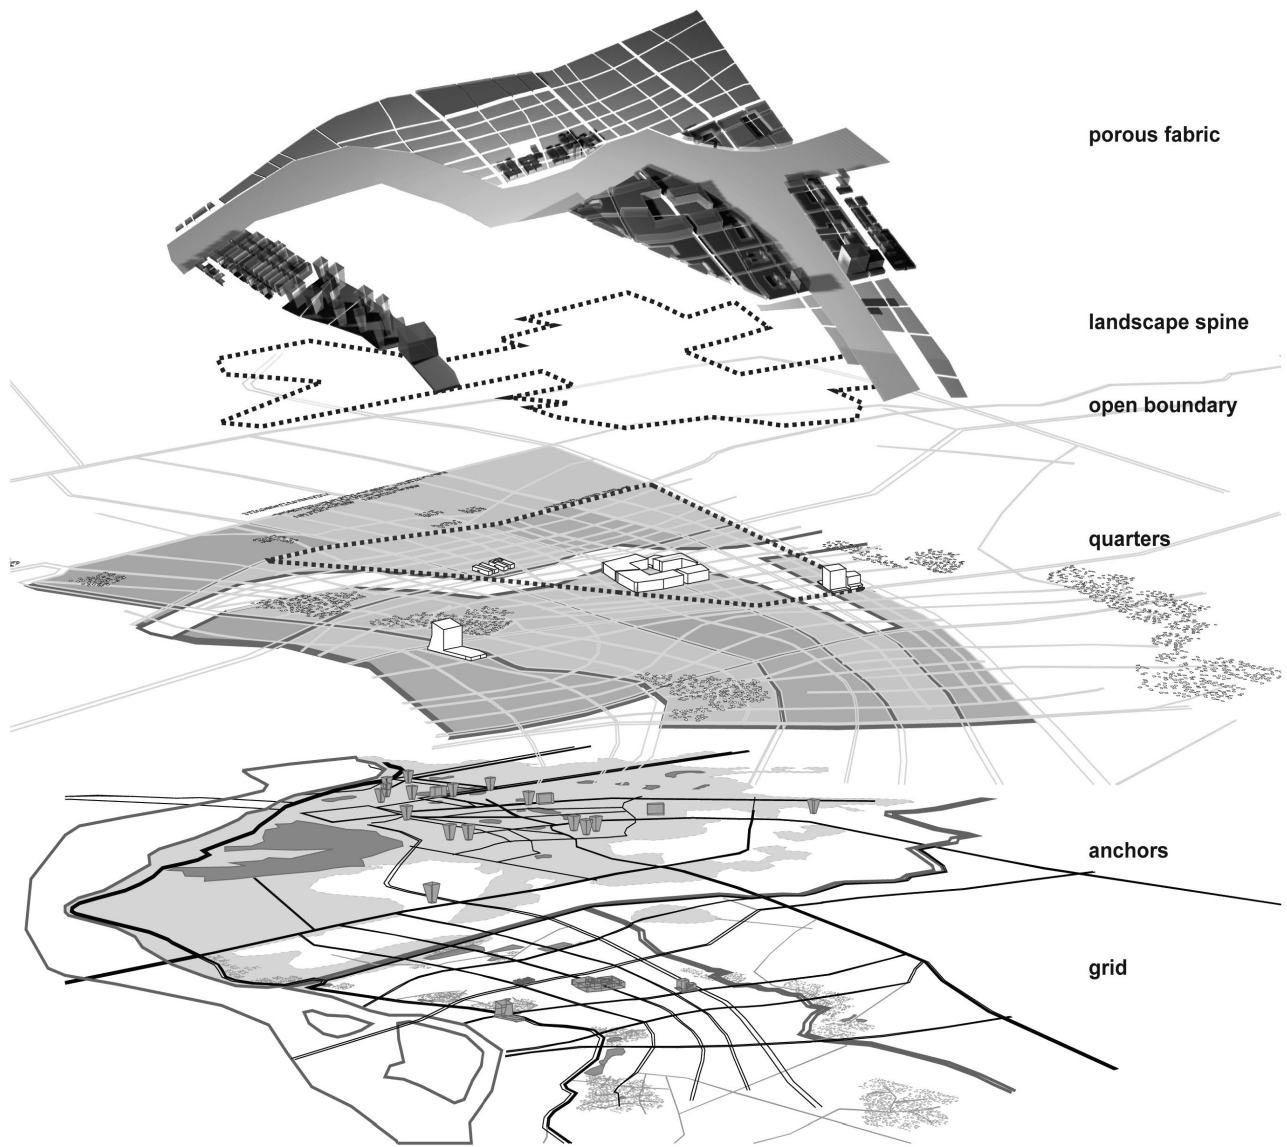 porous fabric
landscape spine
open boundary
quarters
anchors
grid